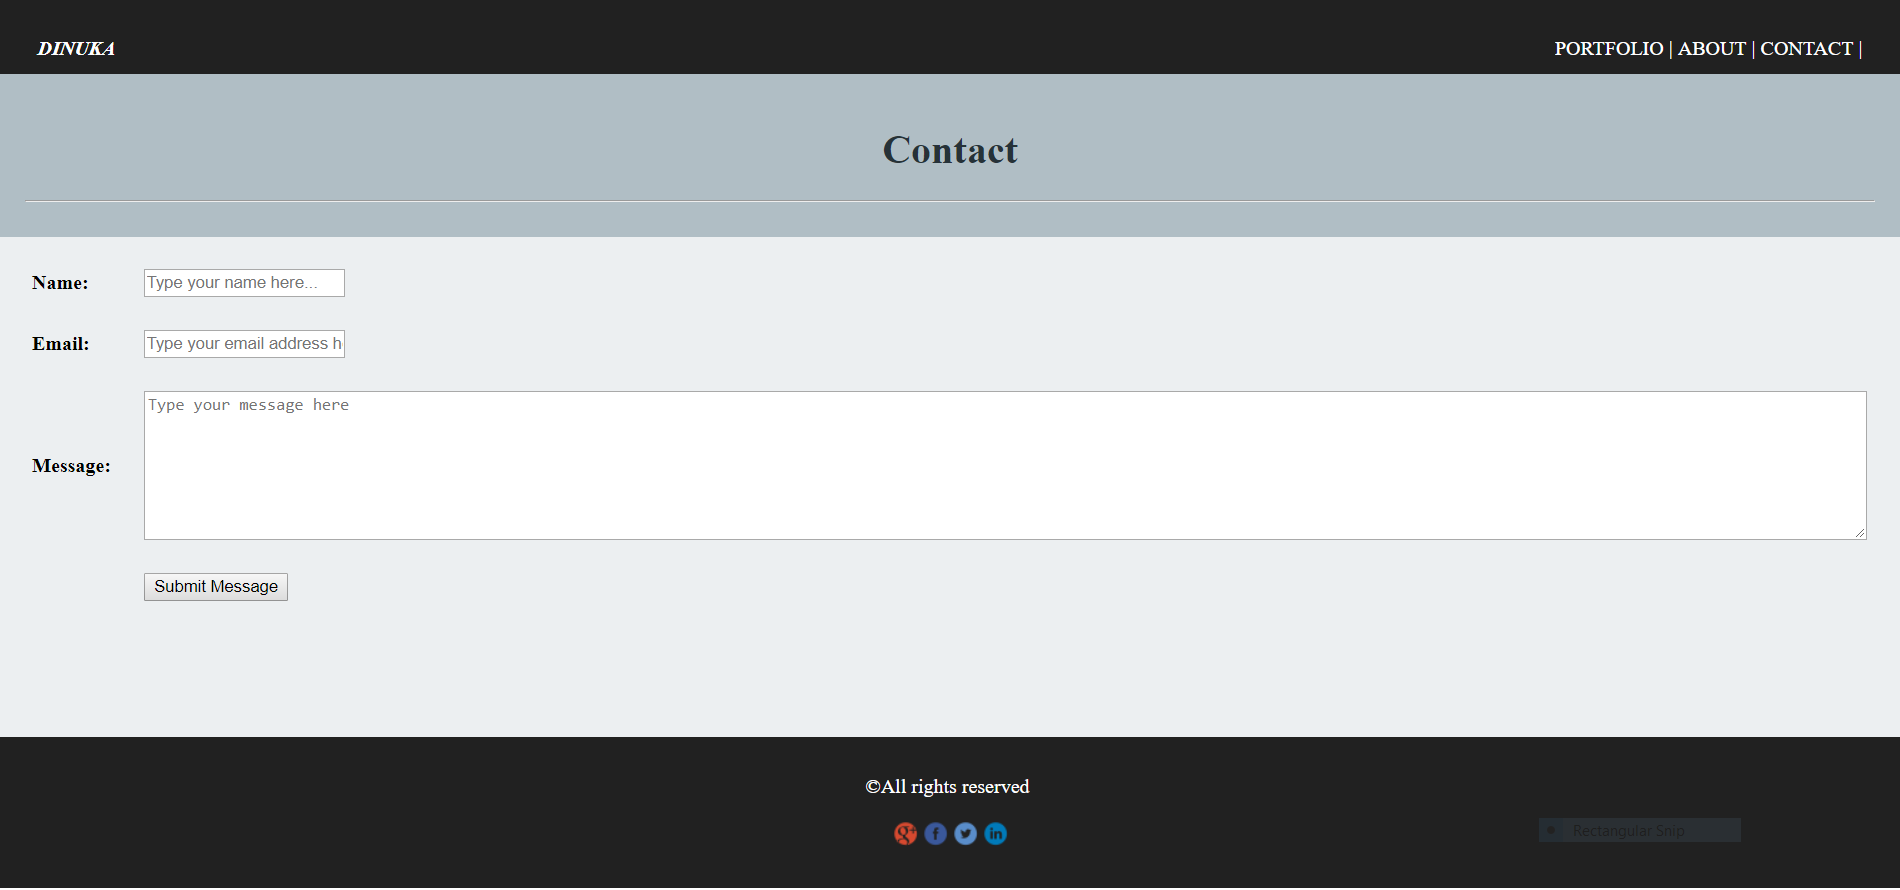 DINUKA
PORTFOLIO | ABOUT | CONTACT |
Contact
Name:
Type your name here...
Email:
Type your email address h
Type your message here
Message:
Submit Message
©All rights reserved
g+ f in
Rectangular Snip